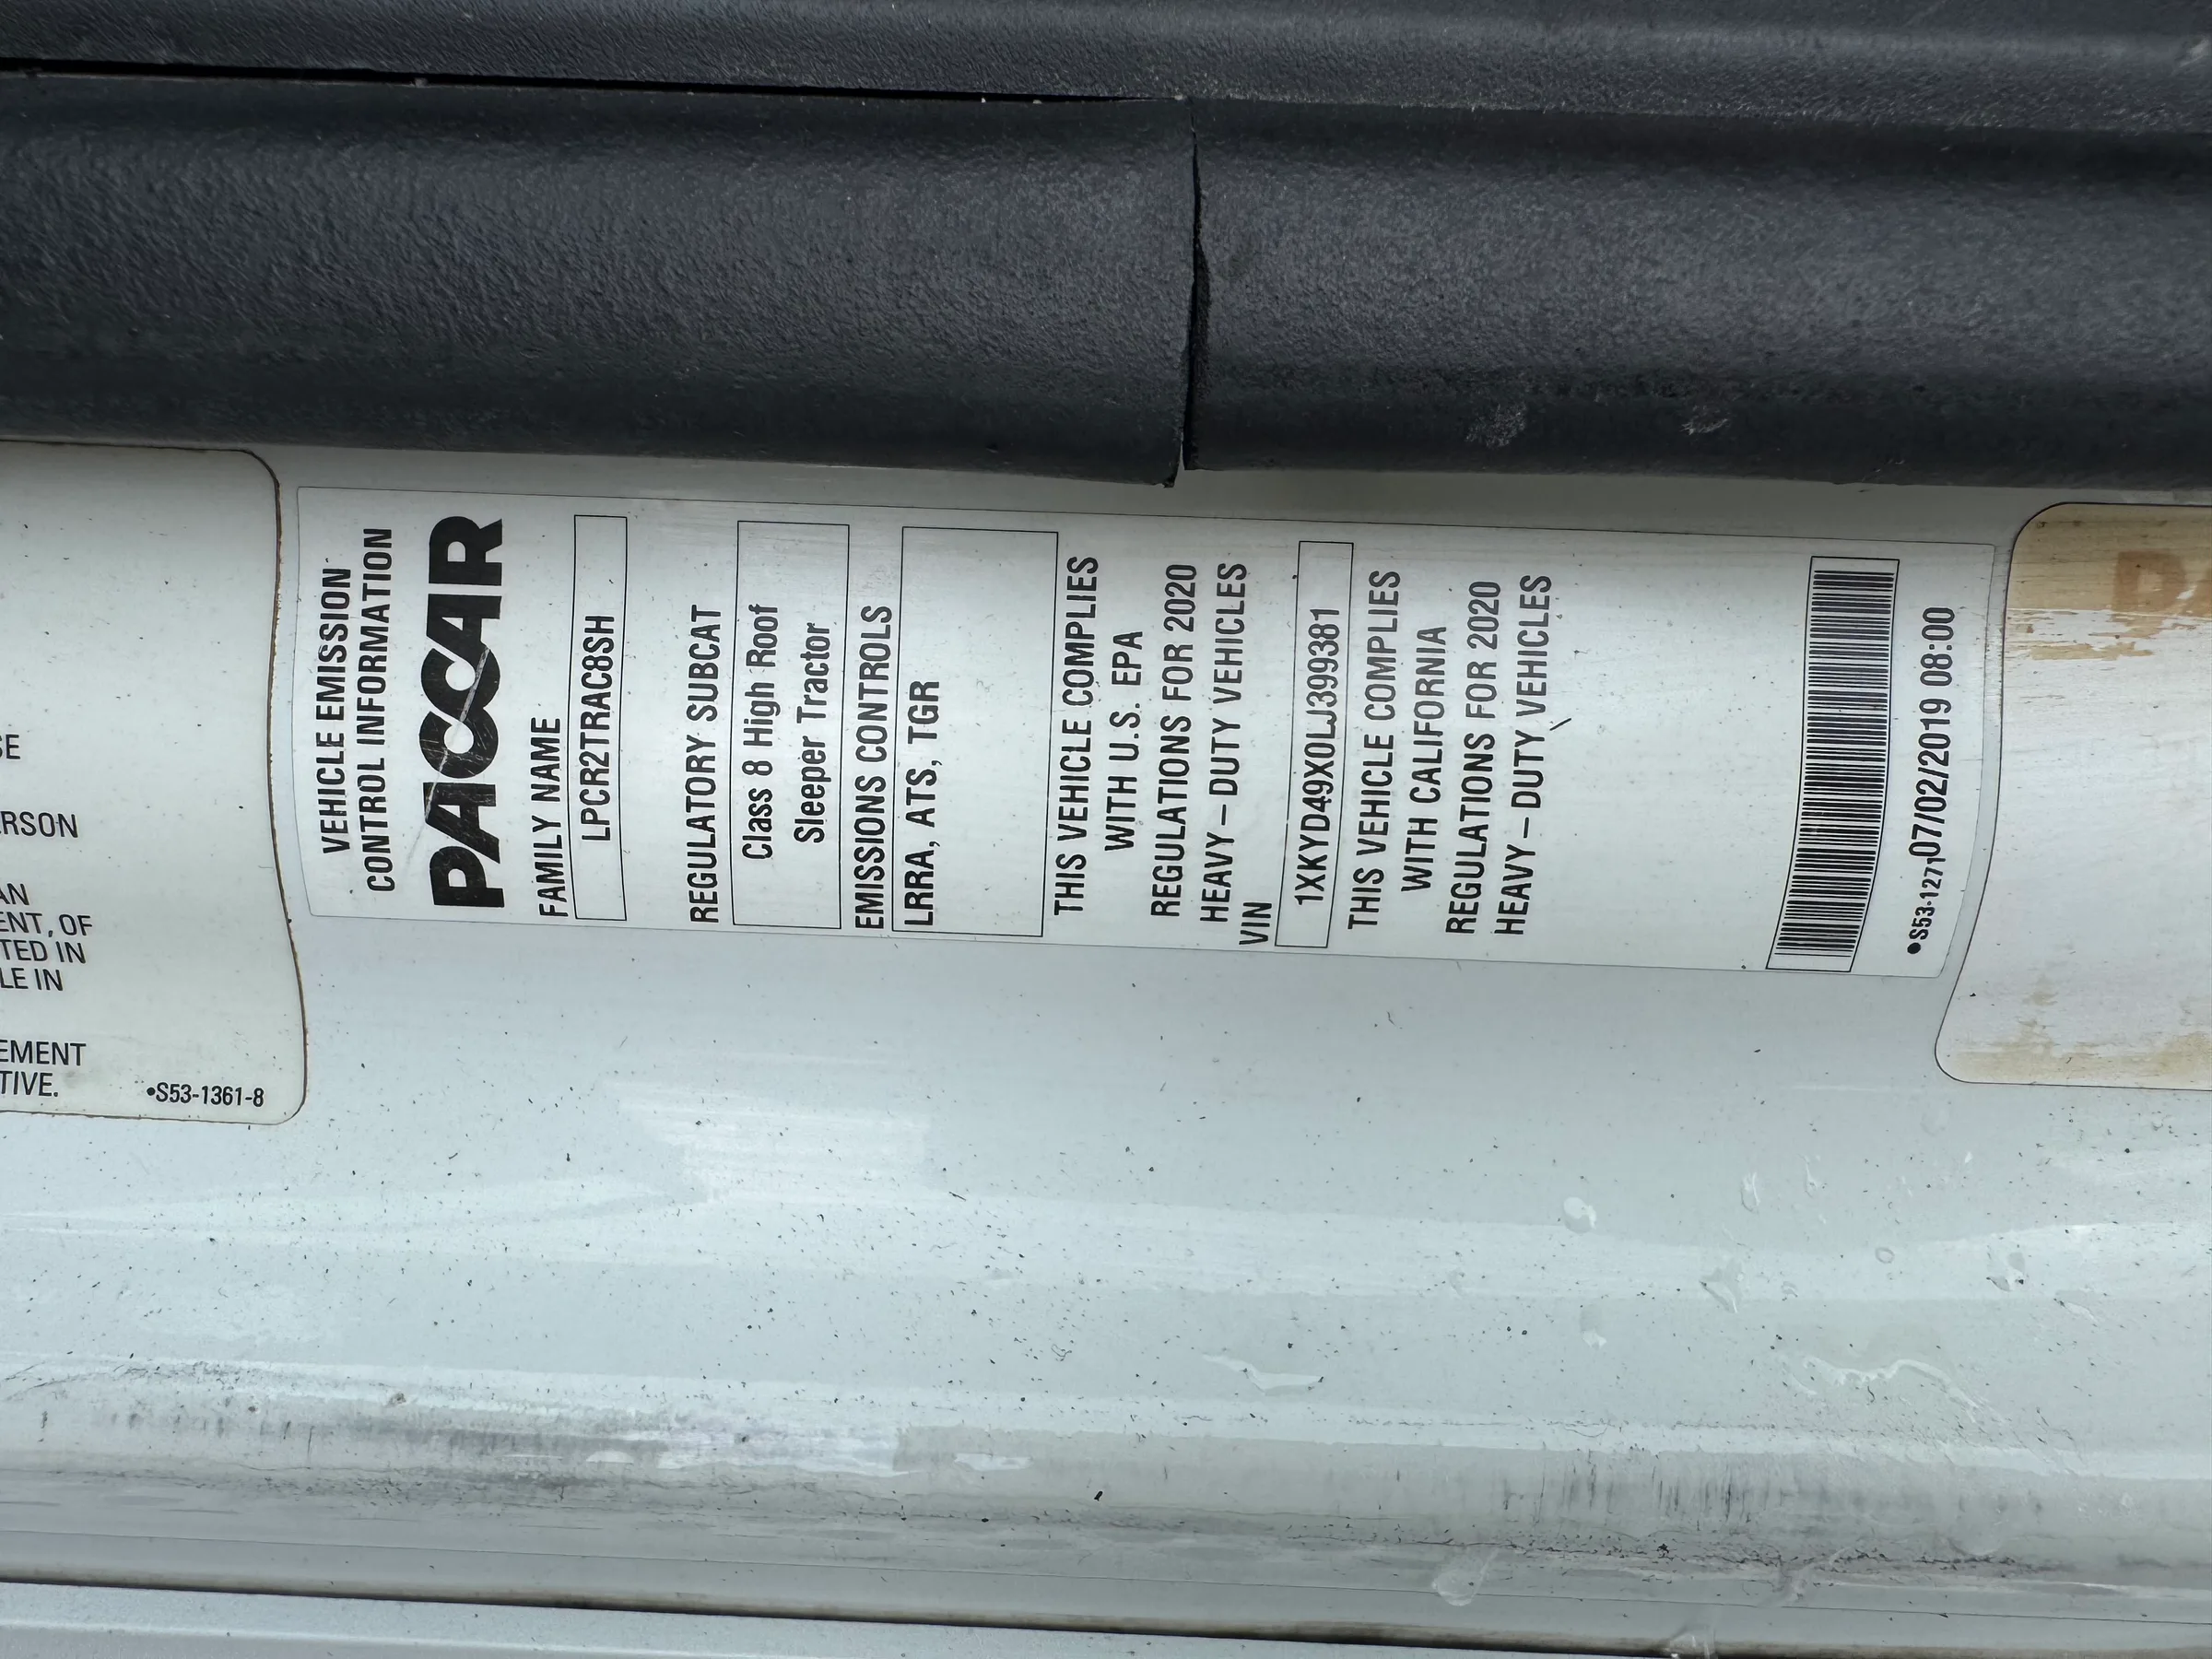 SE
ERSON
AN
ENT, OF
TED IN
LE IN
EMENT
TIVE.
•S53-1361-8
VEHICLE EMISSION
CONTROL INFORMATION
PACCAR
FAMILY NAME
LPCR2TRAC8SH
REGULATORY SUBCAT
Class 8 High Roof
Sleeper Tractor
EMISSIONS CONTROLS
LRRA, ATS, TGR
THIS VEHICLE COMPLIES
WITH U.S. EPA
REGULATIONS FOR 2020
HEAVY – DUTY VEHICLES
VIN
1XKYD49X0LJ399381
THIS VEHICLE COMPLIES
WITH CALIFORNIA
REGULATIONS FOR 2020
HEAVY – DUTY VEHICLES
•S53-1271 07/02/2019 08:00